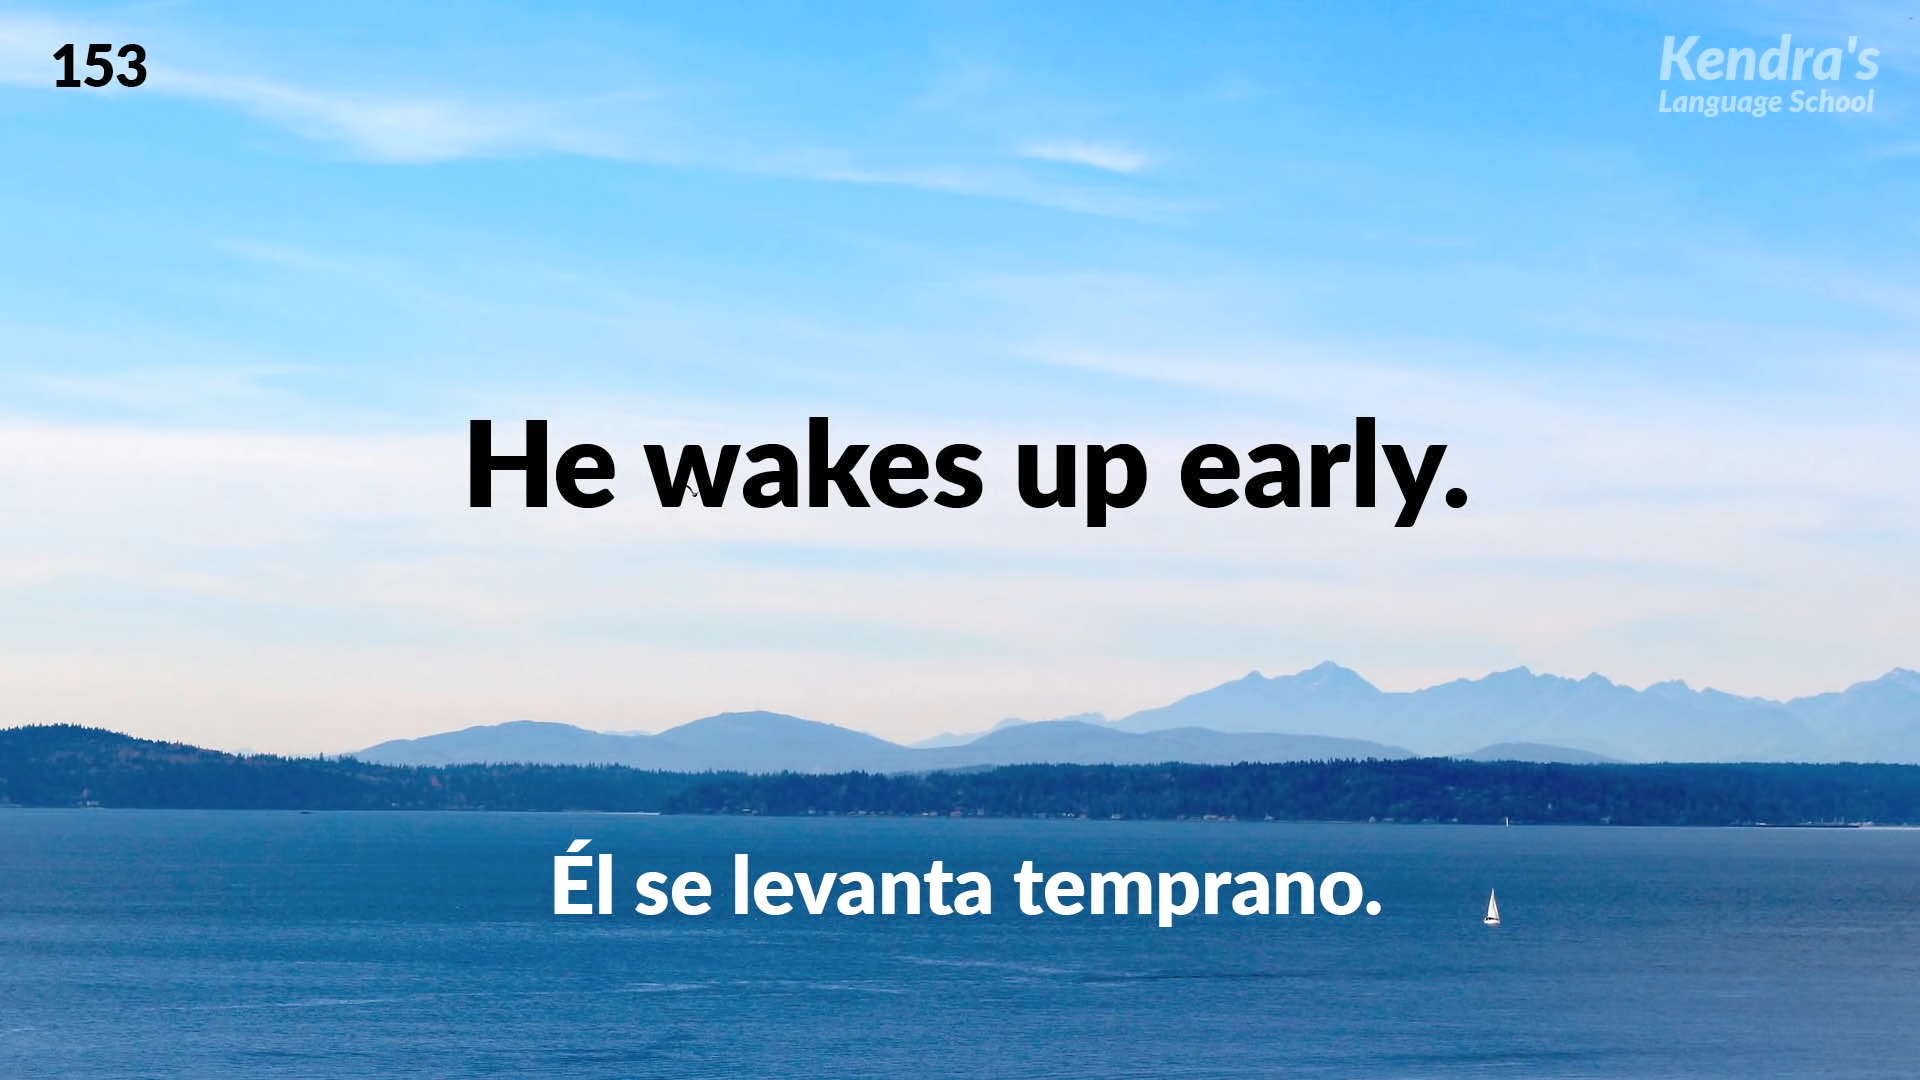 153
Kendra's
Language School
He wakes up early.
Él se levanta temprano.